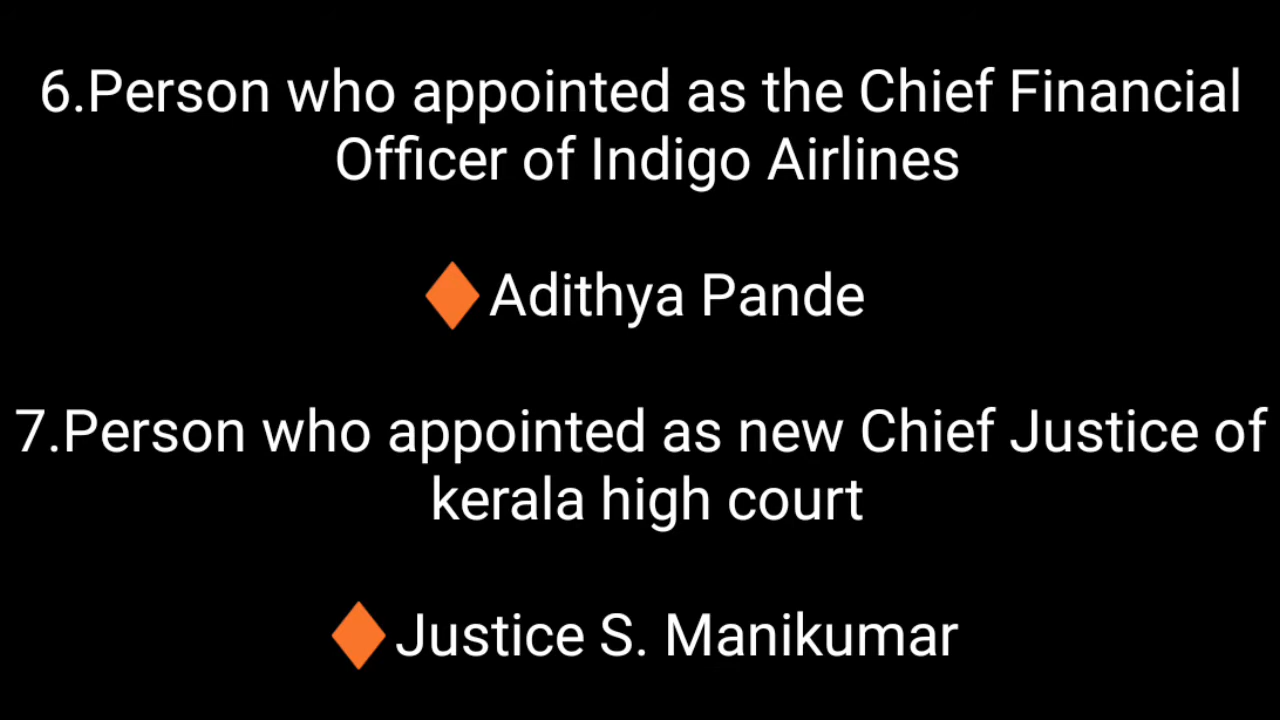 6.Person who appointed as the Chief Financial
Officer of Indigo Airlines
♦Adithya Pande
7.Person who appointed as new Chief Justice of
kerala high court
♦Justice S. Manikumar